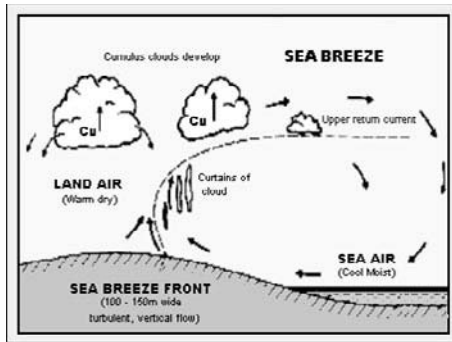 Cumulus clouds develop
SEA BREEZE
Cu
Cu
Upper return current
Curtains of
cloud
LAND AIR
(Warm dry)
SEA AIR
(Cool Moist)
SEA BREEZE FRONT
(100 - 150m wide
turbulent, vertical flow)